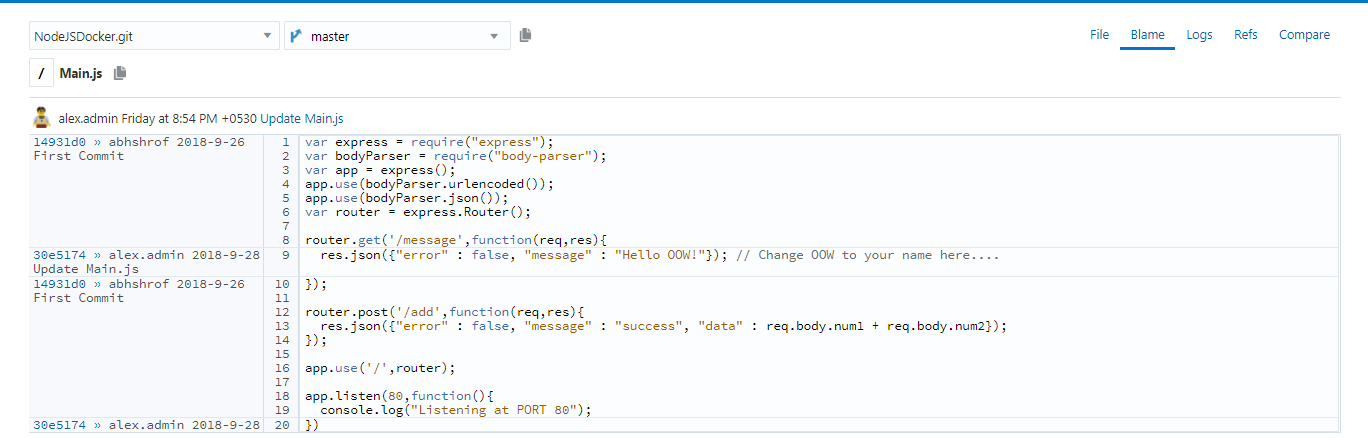 NodeJSDocker.git master File Blame Logs Refs Compare
/ Main.js
alex.admin Friday at 8:54 PM +0530 Update Main.js
14931d0 » abhshrof 2018-9-26 1 var express = require("express");
First Commit 2 var bodyParser = require("body-parser");
3 var app = express();
4 app.use(bodyParser.urlencoded());
5 app.use(bodyParser.json());
6 var router = express.Router();
7
8 router.get('/message',function(req,res){
30e5174 » alex.admin 2018-9-28 9 res.json({"error" : false, "message" : "Hello OOW!"}); // Change OOW to your name here....
Update Main.js
14931d0 » abhshrof 2018-9-26 10 });
First Commit 11
12 router.post('/add',function(req,res){
13 res.json({"error" : false, "message" : "success", "data" : req.body.num1 + req.body.num2});
14 });
15
16 app.use('/',router);
17
18 app.listen(80,function(){
19 console.log("Listening at PORT 80");
30e5174 » alex.admin 2018-9-28 20 })